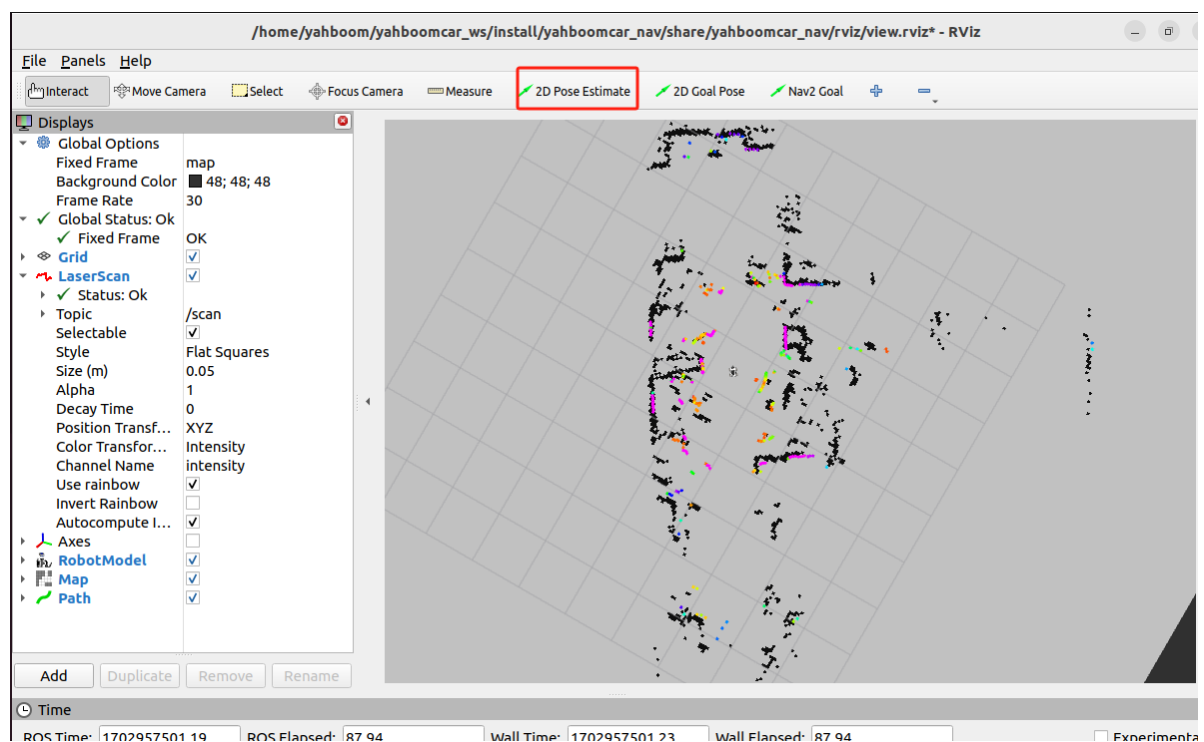 /home/yahboom/yahboomcar_ws/install/yahboomcar_nav/share/yahboomcar_nav/rviz/view.rviz* - RViz
File Panels Help
Interact Move Camera Select Focus Camera Measure 2D Pose Estimate 2D Goal Pose Nav2 Goal
Displays
Global Options
Fixed Frame map
Background Color 48; 48; 48
Frame Rate 30
Global Status: Ok
Fixed Frame OK
Grid
LaserScan
Status: Ok
Topic /scan
Selectable
Style Flat Squares
Size (m) 0.05
Alpha 1
Decay Time 0
Position Transf... XYZ
Color Transfor... Intensity
Channel Name intensity
Use rainbow
Invert Rainbow
Autocompute I...
Axes
RobotModel
Map
Path
Add Duplicate Remove Rename
Time
ROS Time: 1702957501.19 ROS Elapsed: 87.94 Wall Time: 1702957501.23 Wall Elapsed: 87.94 Experimenta